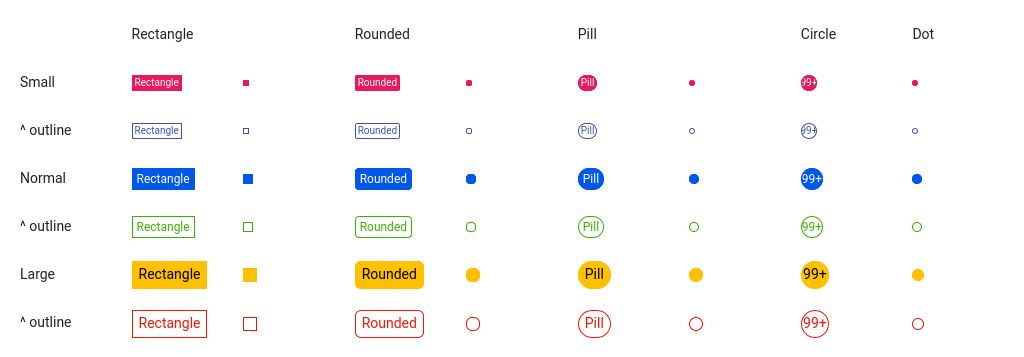 Rectangle Rounded Pill Circle Dot
Small Rectangle Rounded Pill 99+
^ outline Rectangle Rounded Pill 99+
Normal Rectangle Rounded Pill 99+
^ outline Rectangle Rounded Pill 99+
Large Rectangle Rounded Pill 99+
^ outline Rectangle Rounded Pill 99+